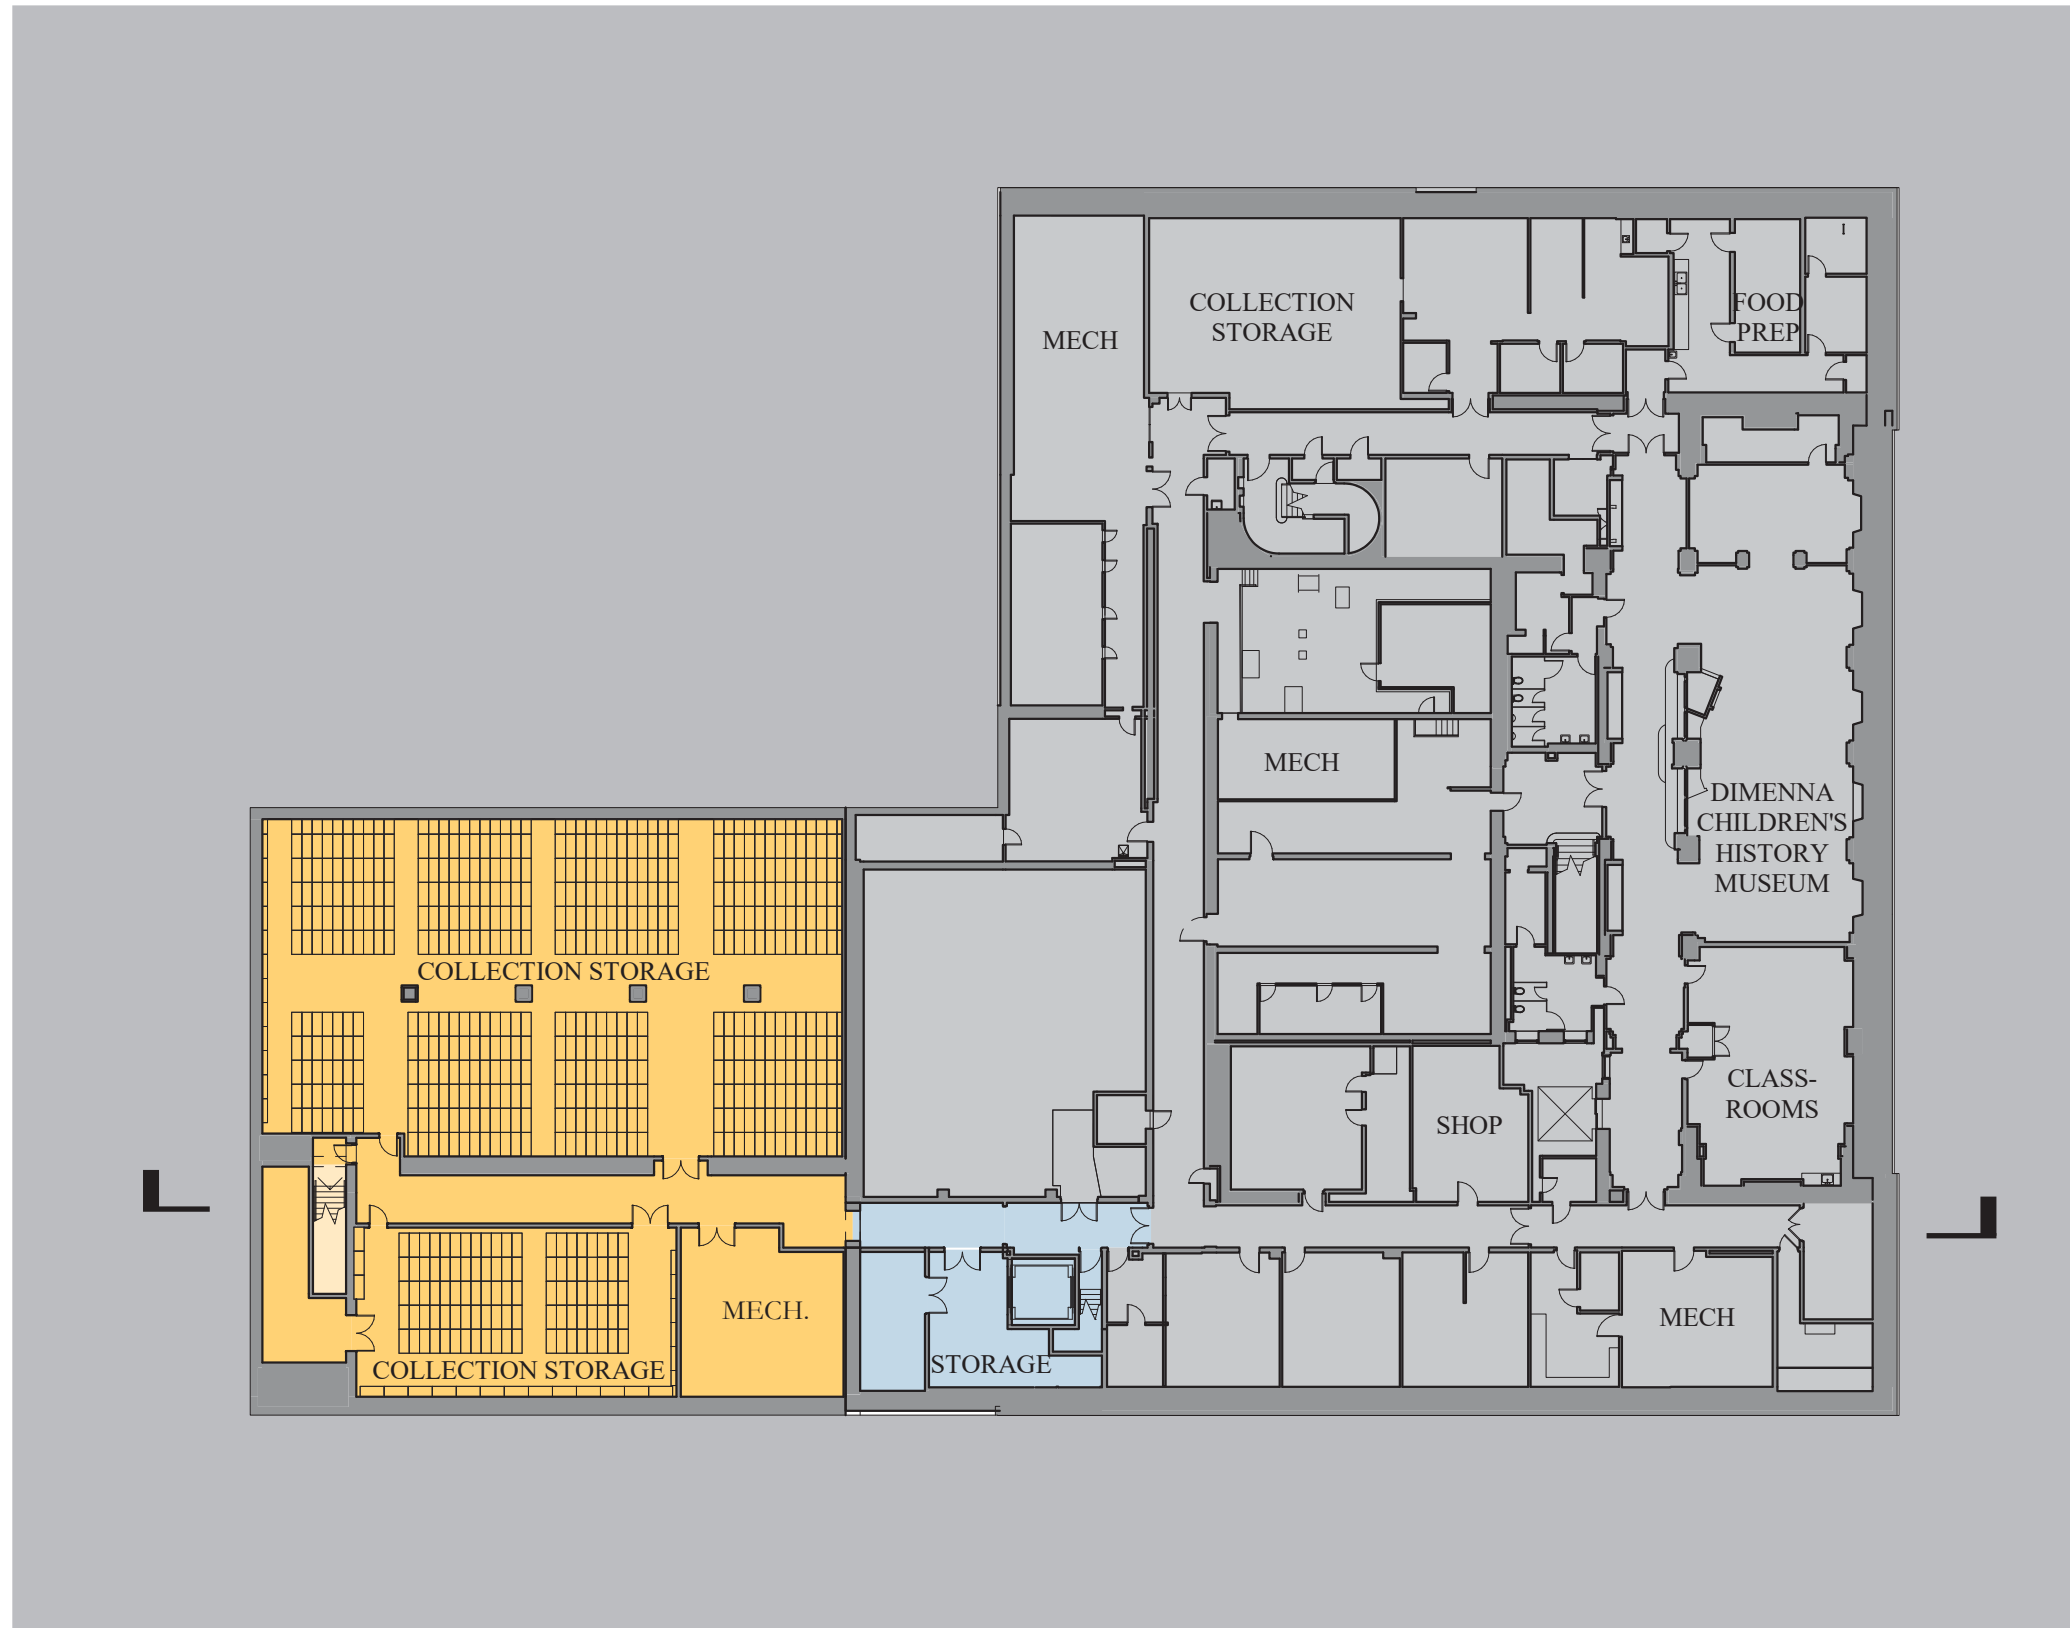 COLLECTION
STORAGE
MECH
FOOD
PREP
MECH
DIMENNA
CHILDREN'S
HISTORY
MUSEUM
COLLECTION STORAGE
CLASS-
ROOMS
SHOP
MECH.
MECH
STORAGE
COLLECTION STORAGE